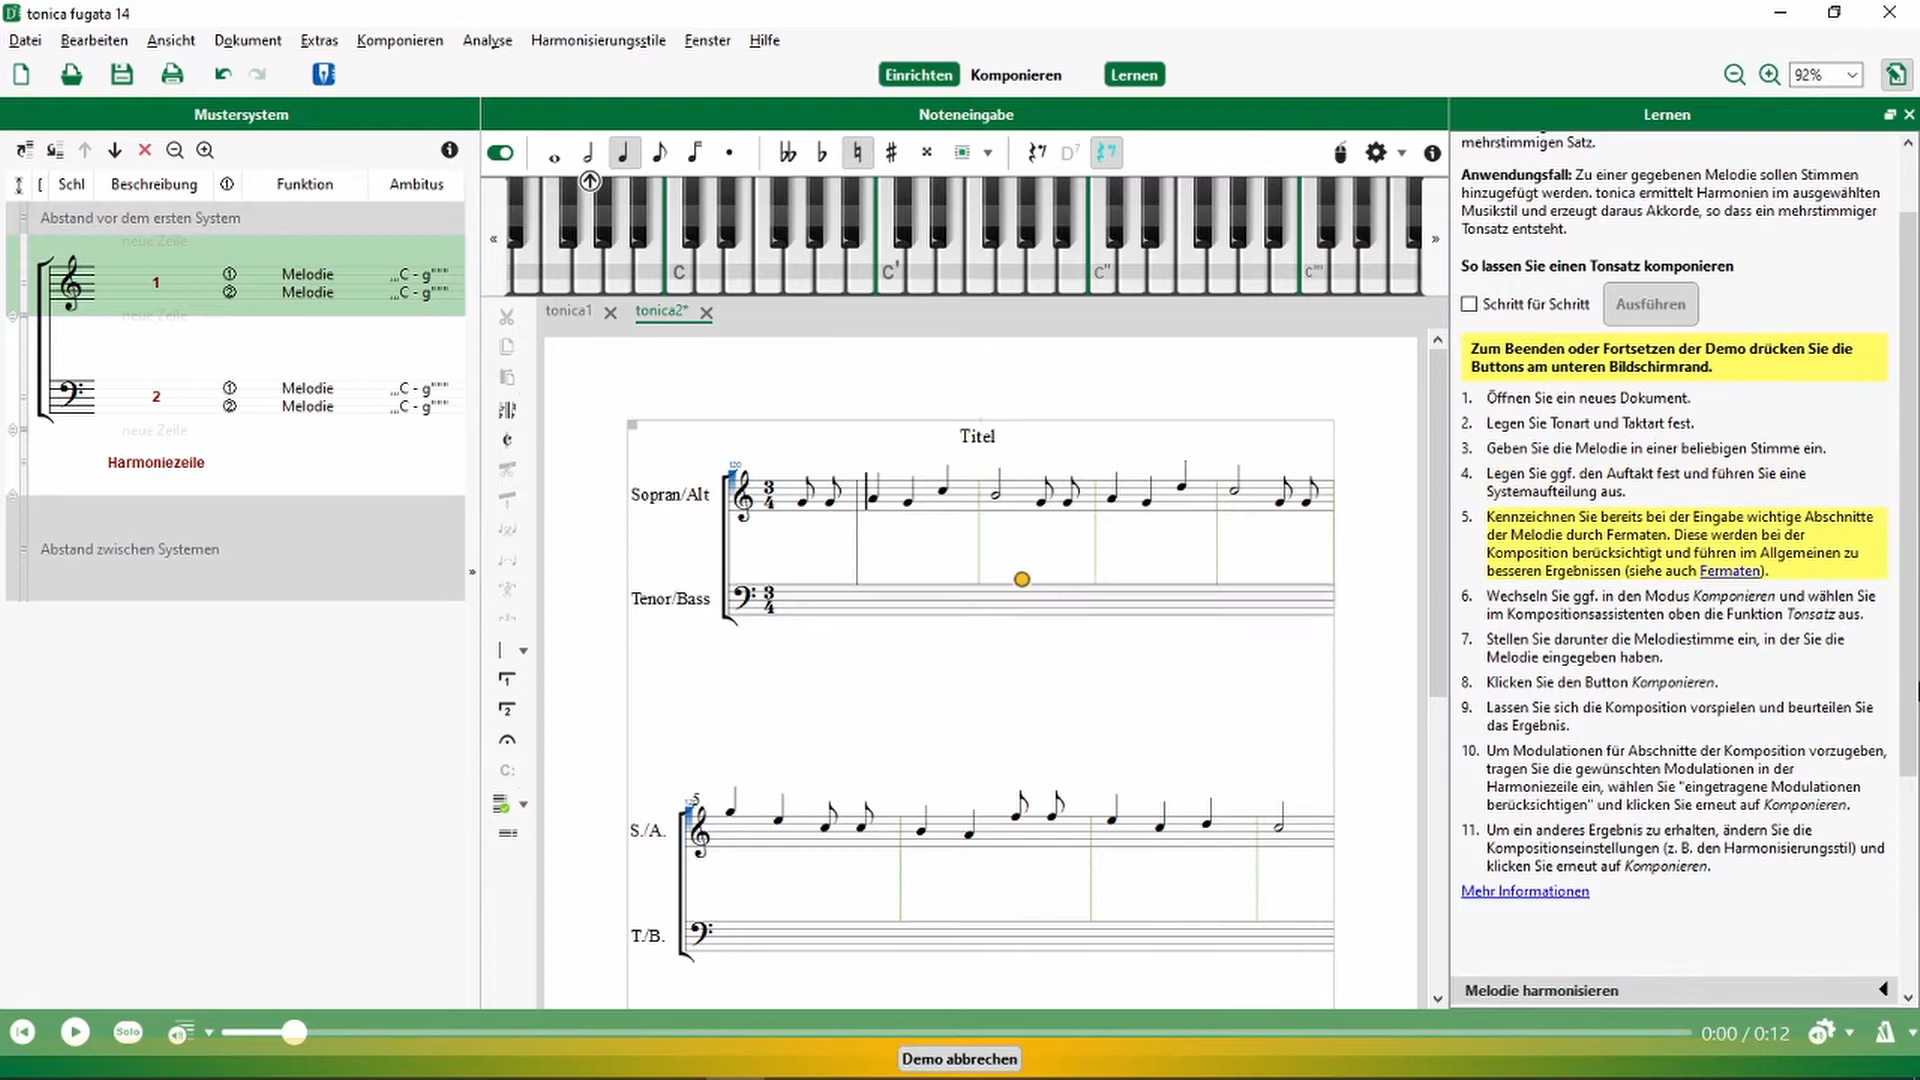 tonica fugata 14
Datei Bearbeiten Ansicht Dokument Extras Komponieren Analyse Harmonisierungsstile Fenster Hilfe
Einrichten Komponieren Lernen
92%
Mustersystem
Noteneingabe
Lernen
Schl Beschreibung Funktion Ambitus
Abstand vor dem ersten System
neue Zeile
1 ① Melodie ,,,C - g'''''
② Melodie ,,,C - g'''''
neue Zeile
2 ① Melodie ,,,C - g'''''
② Melodie ,,,C - g'''''
neue Zeile
Harmoniezeile
Abstand zwischen Systemen
C C' C'' C'''
tonica1 tonica2*
Titel
120
Sopran/Alt
3
4
Tenor/Bass
3
4
5
120
S./A.
T./B.
mehrstimmigen Satz.
Anwendungsfall: Zu einer gegebenen Melodie sollen Stimmen
hinzugefügt werden. tonica ermittelt Harmonien im ausgewählten
Musikstil und erzeugt daraus Akkorde, so dass ein mehrstimmiger
Tonsatz entsteht.
So lassen Sie einen Tonsatz komponieren
Schritt für Schritt Ausführen
Zum Beenden oder Fortsetzen der Demo drücken Sie die
Buttons am unteren Bildschirmrand.
1. Öffnen Sie ein neues Dokument.
2. Legen Sie Tonart und Taktart fest.
3. Geben Sie die Melodie in einer beliebigen Stimme ein.
4. Legen Sie ggf. den Auftakt fest und führen Sie eine
Systemaufteilung aus.
5. Kennzeichnen Sie bereits bei der Eingabe wichtige Abschnitte
der Melodie durch Fermaten. Diese werden bei der
Komposition berücksichtigt und führen im Allgemeinen zu
besseren Ergebnissen (siehe auch Fermaten).
6. Wechseln Sie ggf. in den Modus Komponieren und wählen Sie
im Kompositionsassistenten oben die Funktion Tonsatz aus.
7. Stellen Sie darunter die Melodiestimme ein, in der Sie die
Melodie eingegeben haben.
8. Klicken Sie den Button Komponieren.
9. Lassen Sie sich die Komposition vorspielen und beurteilen Sie
das Ergebnis.
10. Um Modulationen für Abschnitte der Komposition vorzugeben,
tragen Sie die gewünschten Modulationen in der
Harmoniezeile ein, wählen Sie "eingetragene Modulationen
berücksichtigen" und klicken Sie erneut auf Komponieren.
11. Um ein anderes Ergebnis zu erhalten, ändern Sie die
Kompositionseinstellungen (z. B. den Harmonisierungsstil) und
klicken Sie erneut auf Komponieren.
Mehr Informationen
Melodie harmonisieren
Solo
0:00 / 0:12
Demo abbrechen